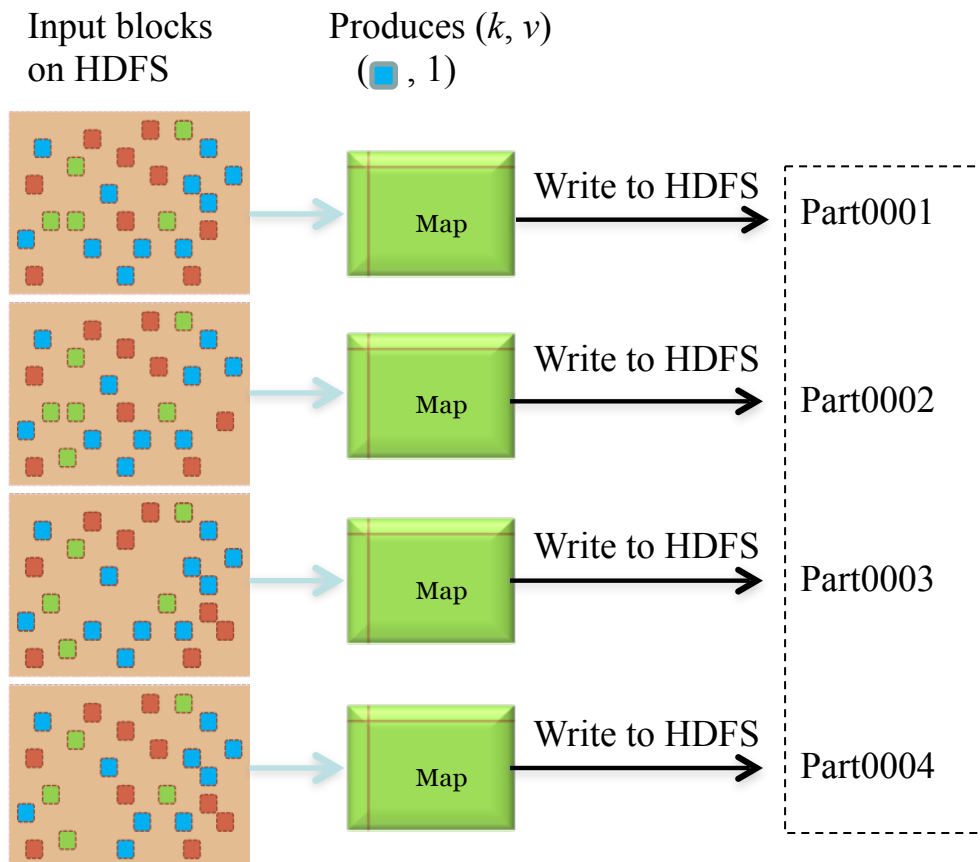 Input blocks
on HDFS
Produces (k, v)
( , 1)
Map
Write to HDFS
Part0001
Map
Write to HDFS
Part0002
Map
Write to HDFS
Part0003
Map
Write to HDFS
Part0004